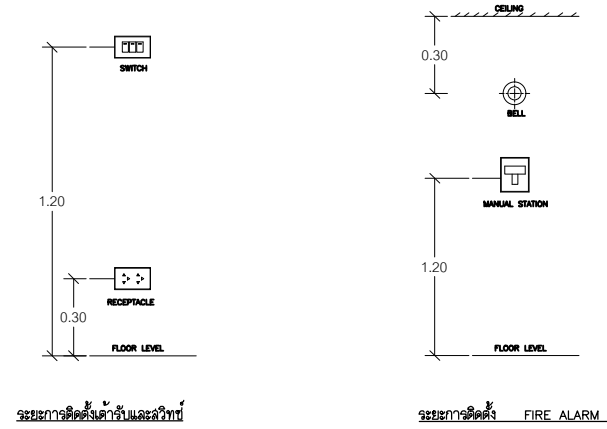 CEILING
0.30
SWITCH
BELL
1.20
MANUAL STATION
1.20
RECEPTACLE
0.30
FLOOR LEVEL
FLOOR LEVEL
ระยะการติดตั้งเต้ารับและสวิทช์
ระยะการติดตั้ง FIRE ALARM